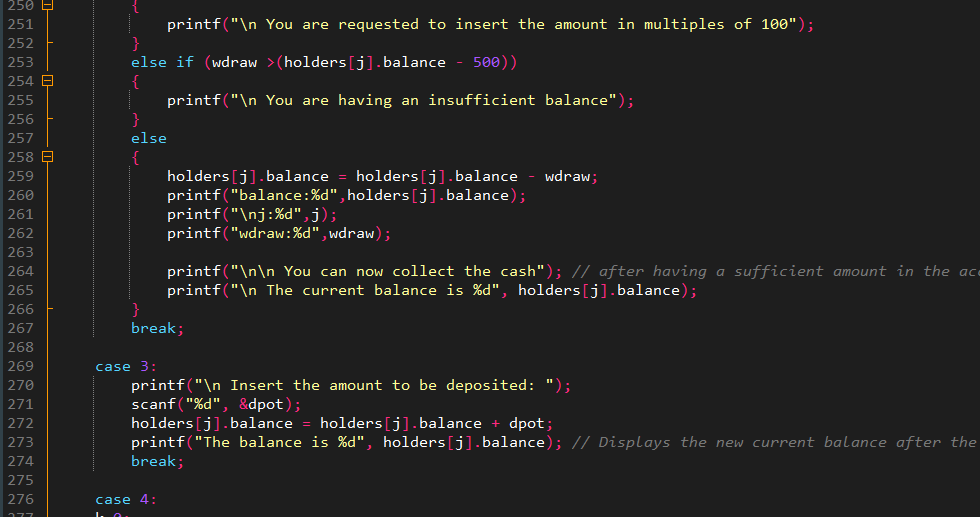 250 {
251 printf("\n You are requested to insert the amount in multiples of 100");
252 }
253 else if (wdraw >(holders[j].balance - 500))
254 {
255 printf("\n You are having an insufficient balance");
256 }
257 else
258 {
259 holders[j].balance = holders[j].balance - wdraw;
260 printf("balance:%d",holders[j].balance);
261 printf("\nj:%d",j);
262 printf("wdraw:%d",wdraw);
263
264 printf("\n\n You can now collect the cash"); // after having a sufficient amount in the
265 printf("\n The current balance is %d", holders[j].balance);
266 }
267 break;
268
269 case 3:
270 printf("\n Insert the amount to be deposited: ");
271 scanf("%d", &dpot);
272 holders[j].balance = holders[j].balance + dpot;
273 printf("The balance is %d", holders[j].balance); // Displays the new current balance after the
274 break;
275
276 case 4:
277